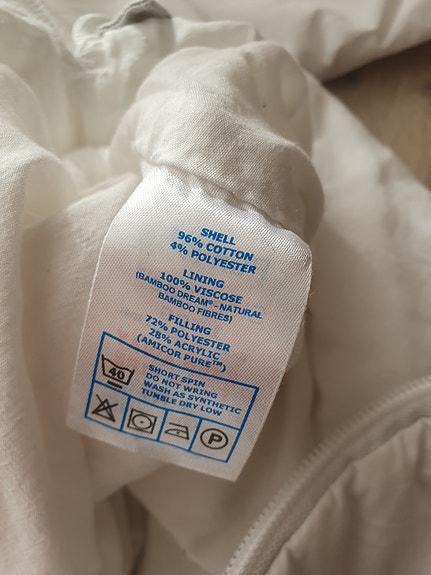 SHELL
96% COTTON
4% POLYESTER
LINING
100% VISCOSE
(BAMBOO DREAM® - NATURAL
BAMBOO FIBRES)
FILLING
72% POLYESTER
28% ACRYLIC
(AMICOR PURE™)
40
SHORT SPIN
DO NOT WRING
WASH AS SYNTHETIC
TUMBLE DRY LOW
P